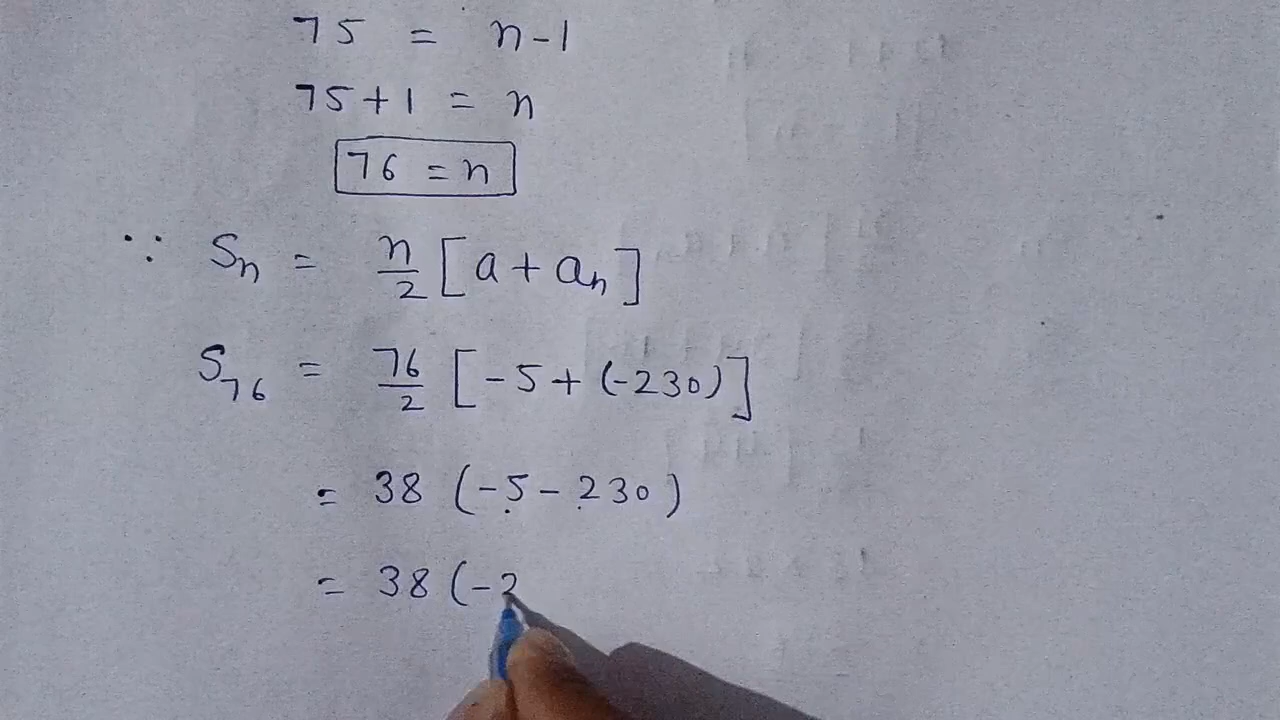 75 = n-1
75+1 = n
76 = n
∵ Sn = n/2 [a + an]
S76 = 76/2 [-5 + (-230)]
= 38 (-5 - 230)
= 38 (-2